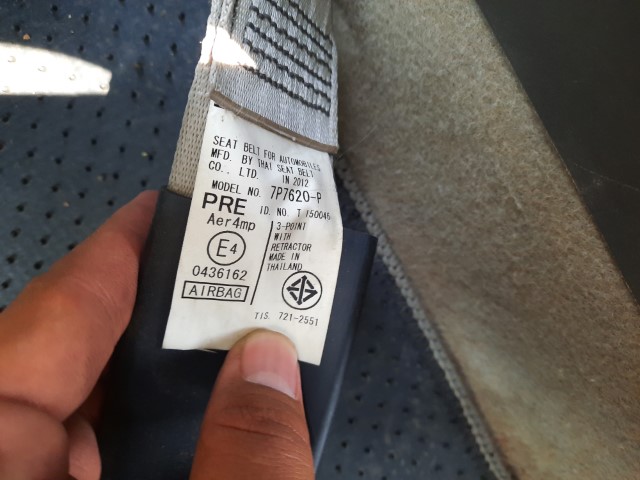 SEAT BELT FOR AUTOMOBILES
MFD. BY THAI SEAT BELT
CO., LTD. IN 2012
MODEL NO. 7P7620-P
PRE
ID. NO. T 150046
Aer4mp
3-POINT
WITH
RETRACTOR
MADE IN
THAILAND
E4
0436162
AIRBAG
TIS. 721-2551